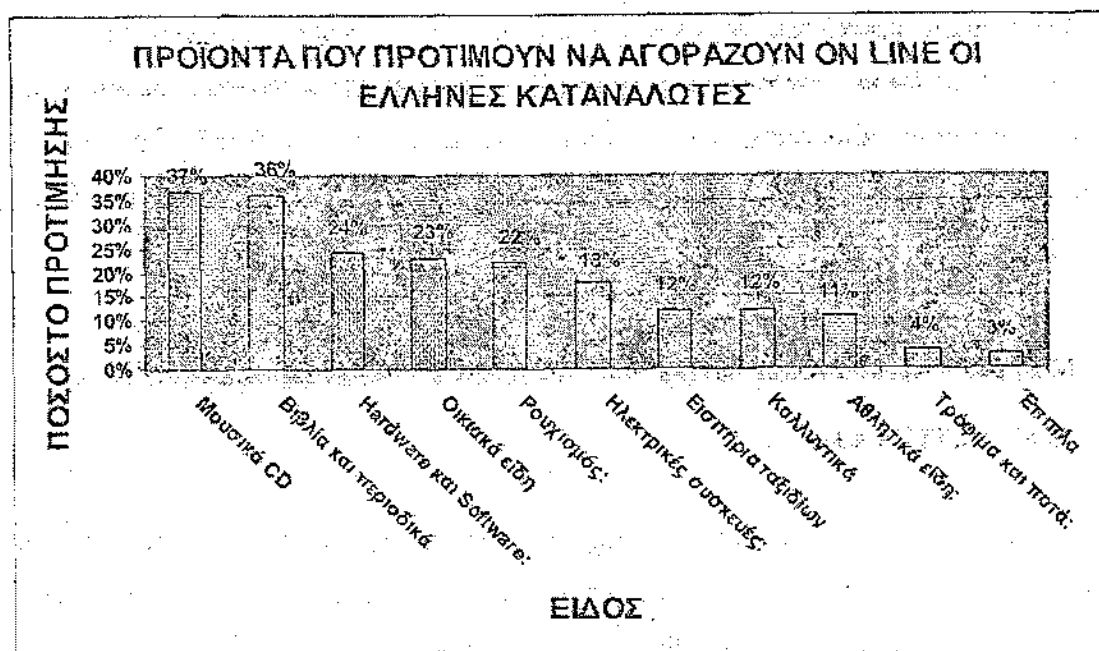 ΠΡΟΪΟΝΤΑ ΠΟΥ ΠΡΟΤΙΜΟΥΝ ΝΑ ΑΓΟΡΑΖΟΥΝ ON LINE ΟΙ
ΕΛΛΗΝΕΣ ΚΑΤΑΝΑΛΩΤΕΣ
ΠΟΣΟΣΤΟ ΠΡΟΤΙΜΗΣΗΣ
40%
35%
30%
25%
20%
15%
10%
5%
0%
37%
36%
24%
23%
22%
18%
12%
12%
11%
4%
3%
Μουσικά CD
Βιβλία και περιοδικά
Hardware και Software:
Οικιακά είδη
Ρουχισμός:
Ηλεκτρικές συσκευές:
Εισητήρια ταξιδίων
Καλλυντικά
Αθλητικά είδη:
Τρόφιμα και ποτά:
Έπιπλα
ΕΙΔΟΣ